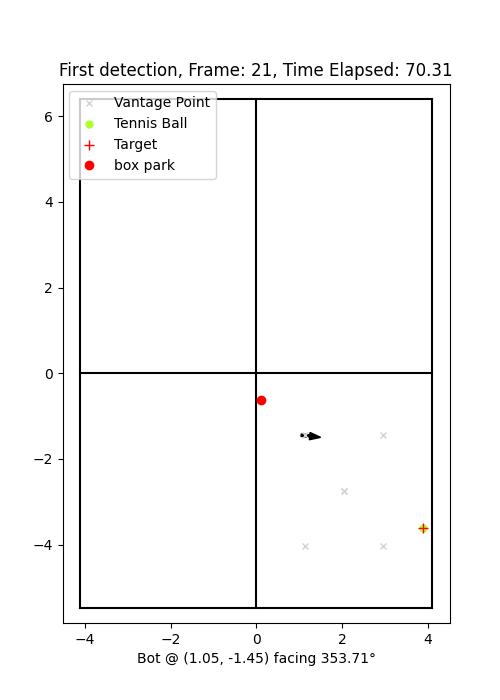 First detection, Frame: 21, Time Elapsed: 70.31
Vantage Point
Tennis Ball
Target
box park
6
4
2
0
−2
−4
−4
−2
0
2
4
Bot @ (1.05, -1.45) facing 353.71°